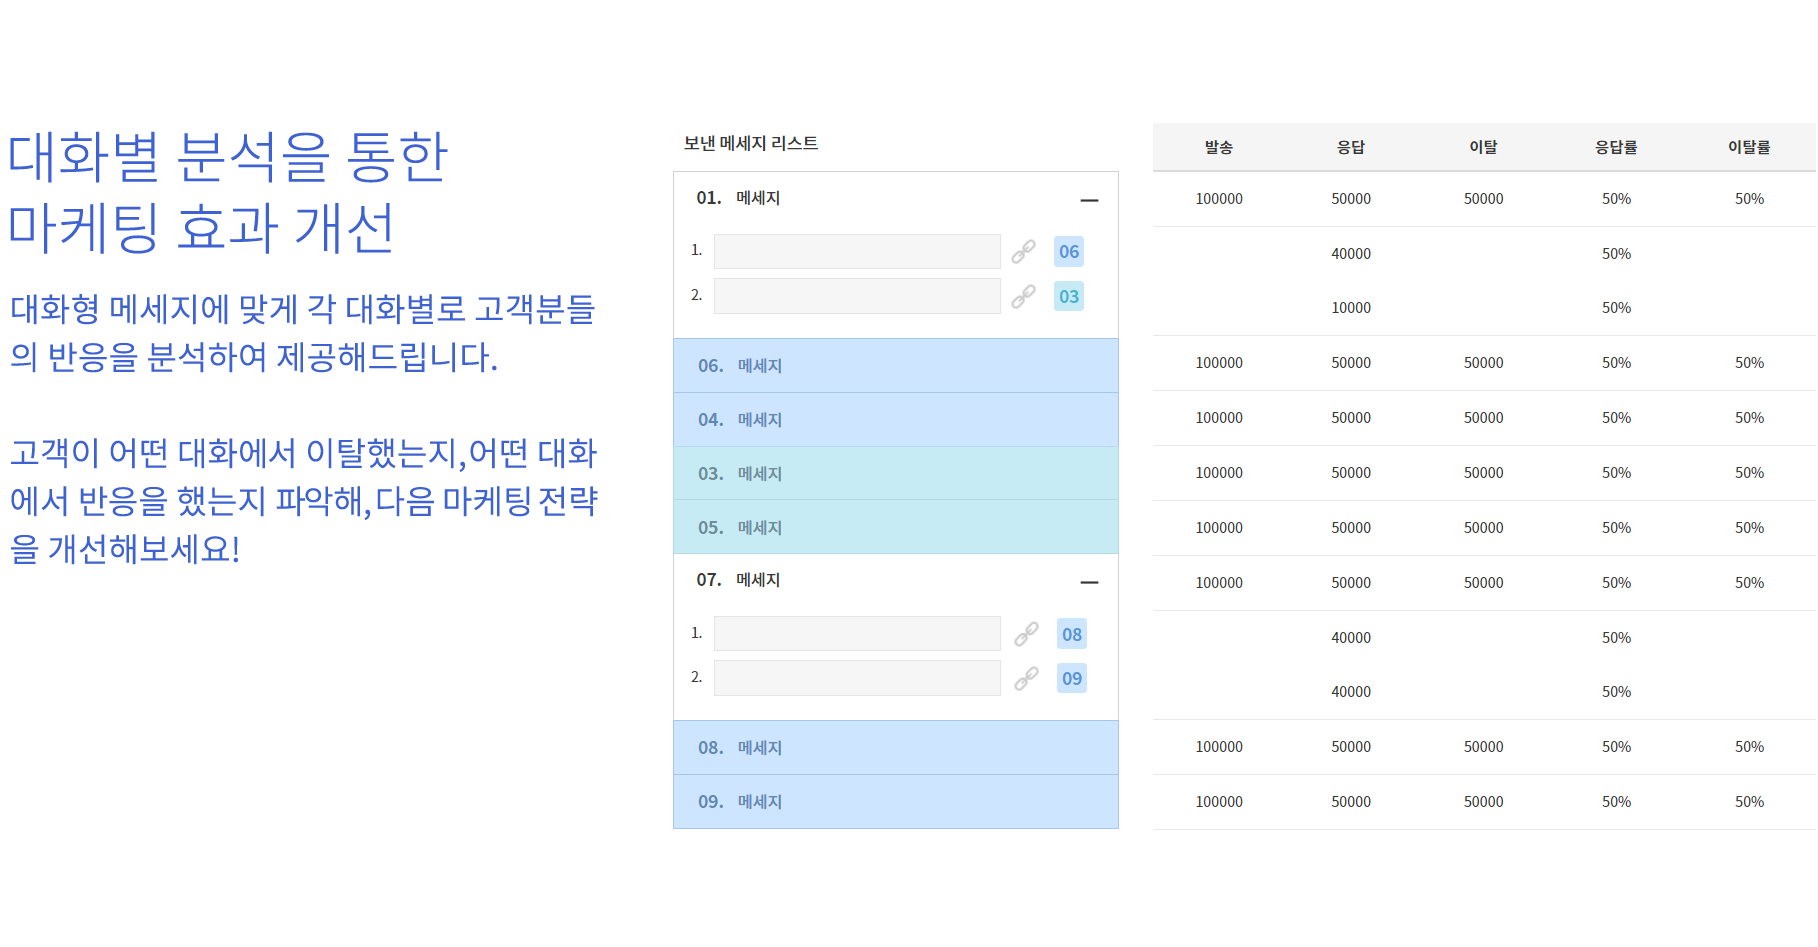 대화별 분석을 통한
마케팅 효과 개선
대화형 메세지에 맞게 각 대화별로 고객분들
의 반응을 분석하여 제공해드립니다.
고객이 어떤 대화에서 이탈했는지,어떤 대화
에서 반응을 했는지 파악해,다음 마케팅 전략
을 개선해보세요!
보낸 메세지 리스트
01. 메세지
1. 06
2. 03
06. 메세지
04. 메세지
03. 메세지
05. 메세지
07. 메세지
1. 08
2. 09
08. 메세지
09. 메세지
발송 응답 이탈 응답률 이탈률
100000 50000 50000 50% 50%
40000 50%
10000 50%
100000 50000 50000 50% 50%
100000 50000 50000 50% 50%
100000 50000 50000 50% 50%
100000 50000 50000 50% 50%
100000 50000 50000 50% 50%
40000 50%
40000 50%
100000 50000 50000 50% 50%
100000 50000 50000 50% 50%